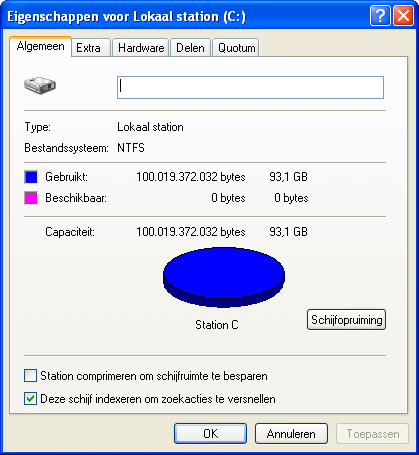 Eigenschappen voor Lokaal station (C:)
Algemeen Extra Hardware Delen Quotum
Type: Lokaal station
Bestandssysteem: NTFS
Gebruikt: 100.019.372.032 bytes 93,1 GB
Beschikbaar: 0 bytes 0 bytes
Capaciteit: 100.019.372.032 bytes 93,1 GB
Station C
Schijfopruiming
Station comprimeren om schijfruimte te besparen
Deze schijf indexeren om zoekacties te versnellen
OK Annuleren Toepassen